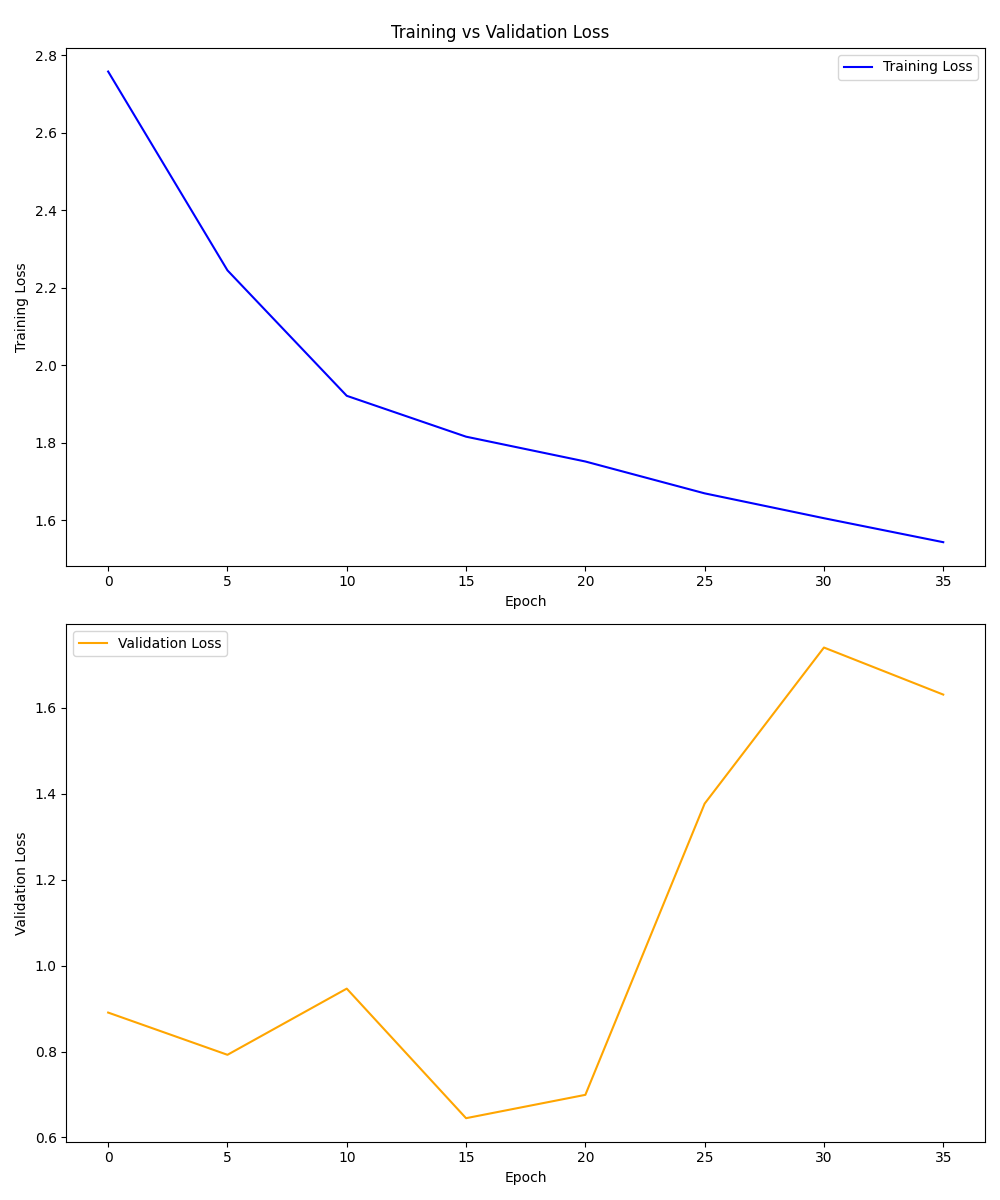 Training vs Validation Loss
Training Loss
2.8
2.6
2.4
2.2
2.0
1.8
1.6
Training Loss
0 5 10 15 20 25 30 35
Epoch
Validation Loss
1.6
1.4
1.2
1.0
0.8
0.6
Validation Loss
0 5 10 15 20 25 30 35
Epoch